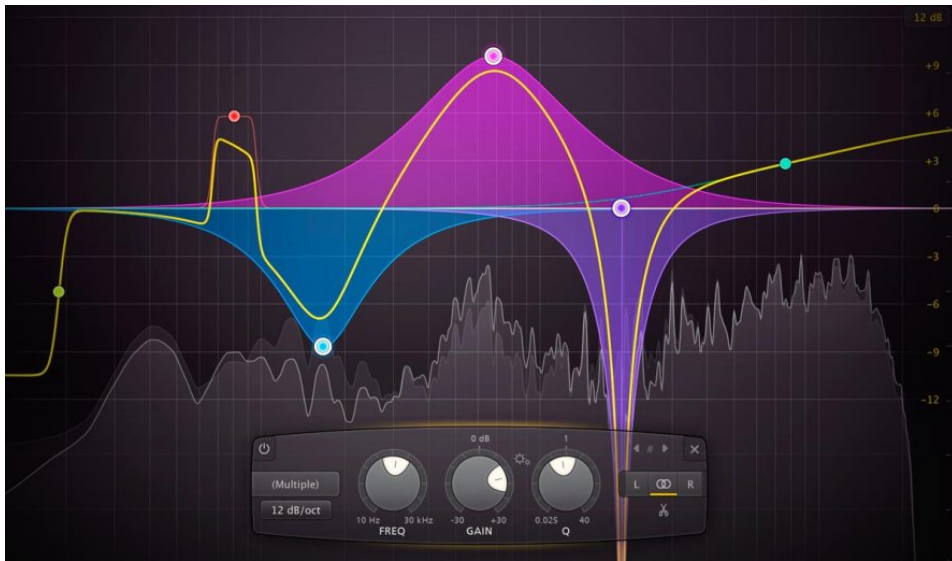 12 dB
+9
+6
+3
0
-3
-6
-9
-12
0 dB
1
(Multiple)
12 dB/oct
10 Hz
30 kHz
-30
+30
0.025
40
FREQ
GAIN
Q
L
R